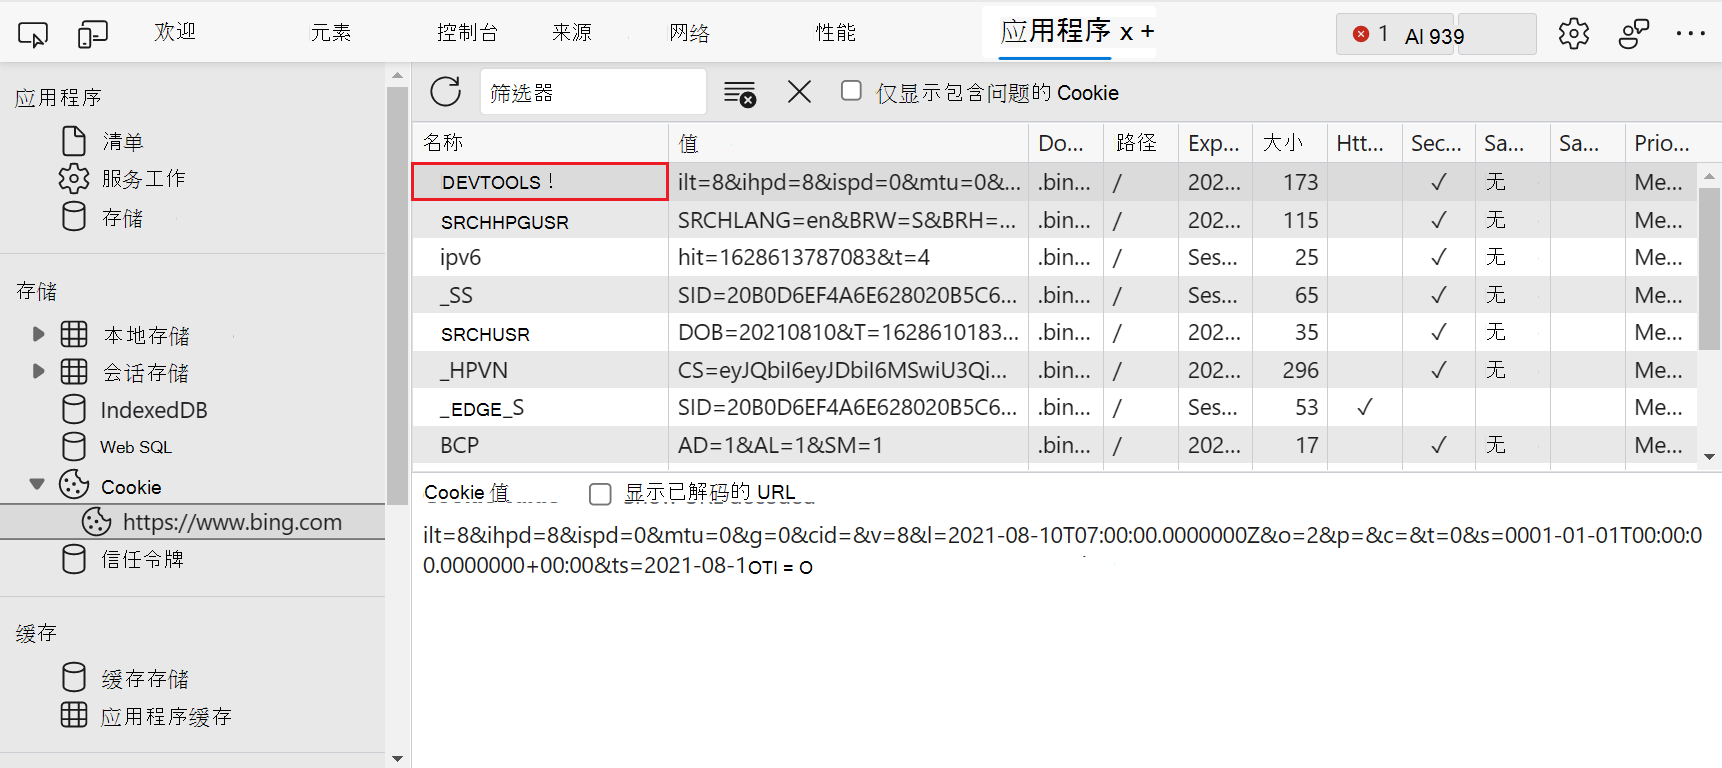 欢迎 元素 控制台 来源 网络 性能 应用程序 x + 1 AI 939
应用程序
清单
服务工作
存储
存储
本地存储
会话存储
IndexedDB
Web SQL
Cookie
https://www.bing.com
信任令牌
缓存
缓存存储
应用程序缓存
筛选器 仅显示包含问题的 Cookie
名称 值 Do... 路径 Exp... 大小 Htt... Sec... Sa... Sa... Prio...
DEVTOOLS！ ilt=8&ihpd=8&ispd=0&mtu=0&... .bin... / 202... 173 ✓ 无 Me...
SRCHHPGUSR SRCHLANG=en&BRW=S&BRH=... .bin... / 202... 115 ✓ 无 Me...
ipv6 hit=1628613787083&t=4 .bin... / Ses... 25 ✓ 无 Me...
_SS SID=20B0D6EF4A6E628020B5C6... .bin... / Ses... 65 ✓ 无 Me...
SRCHUSR DOB=20210810&T=1628610183... .bin... / 202... 35 ✓ 无 Me...
_HPVN CS=eyJQbiI6eyJDbiI6MSwiU3Qi... .bin... / 202... 296 ✓ 无 Me...
_EDGE_S SID=20B0D6EF4A6E628020B5C6... .bin... / Ses... 53 ✓ Me...
BCP AD=1&AL=1&SM=1 .bin... / 202... 17 ✓ 无 Me...
Cookie 值 显示已解码的 URL
ilt=8&ihpd=8&ispd=0&mtu=0&g=0&cid=&v=8&l=2021-08-10T07:00:00.0000000Z&o=2&p=&c=&t=0&s=0001-01-01T00:00:0
0.0000000+00:00&ts=2021-08-1OTI = O